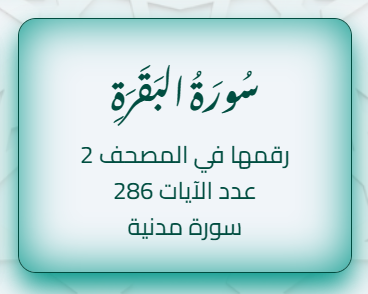 سُورَةُ البَقَرَةِ
رقمها في المصحف 2
عدد الآيات 286
سورة مدنية